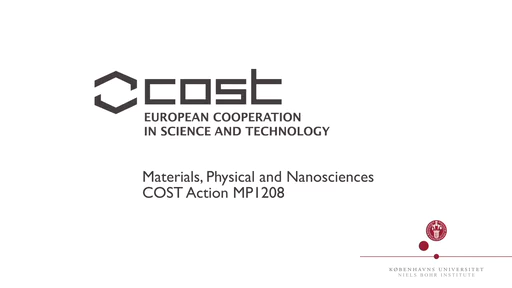 cost
EUROPEAN COOPERATION
IN SCIENCE AND TECHNOLOGY
Materials, Physical and Nanosciences
COST Action MP1208
KØBENHAVNS UNIVERSITET
NIELS BOHR INSTITUTE